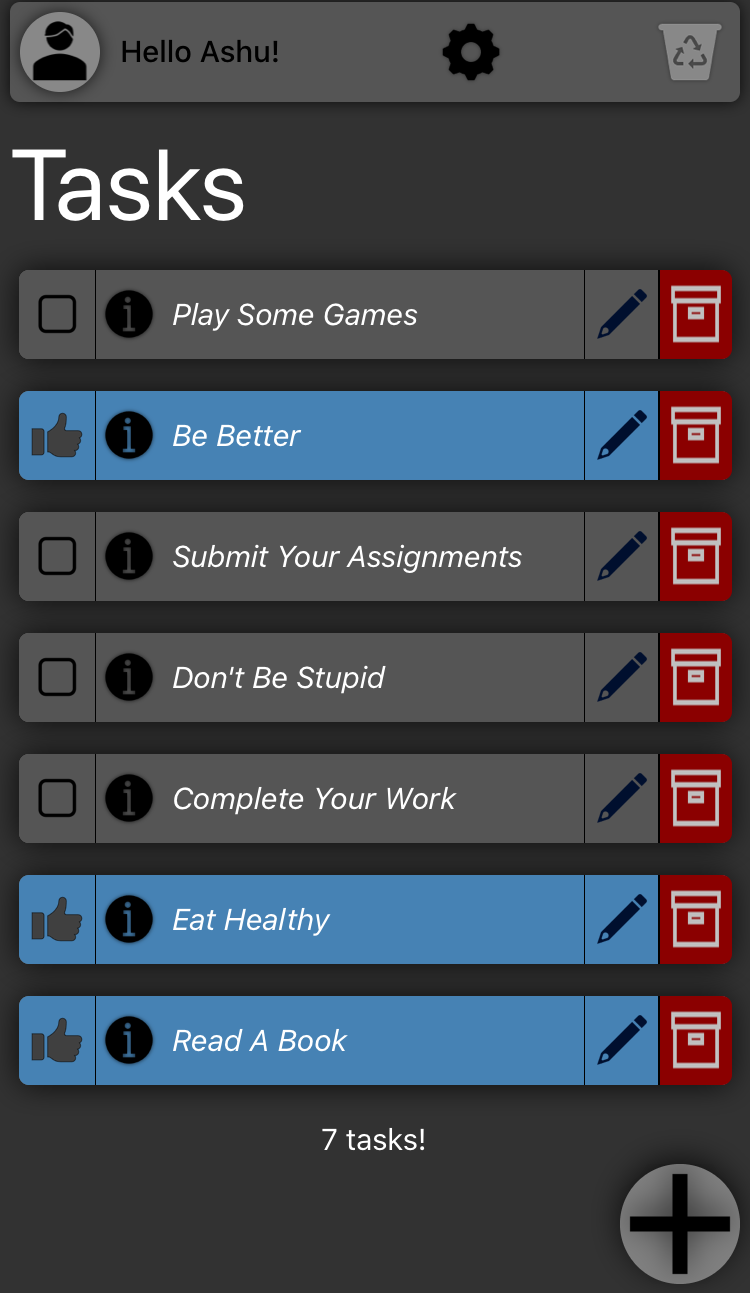 Hello Ashu!
Tasks
Play Some Games
Be Better
Submit Your Assignments
Don't Be Stupid
Complete Your Work
Eat Healthy
Read A Book
7 tasks!